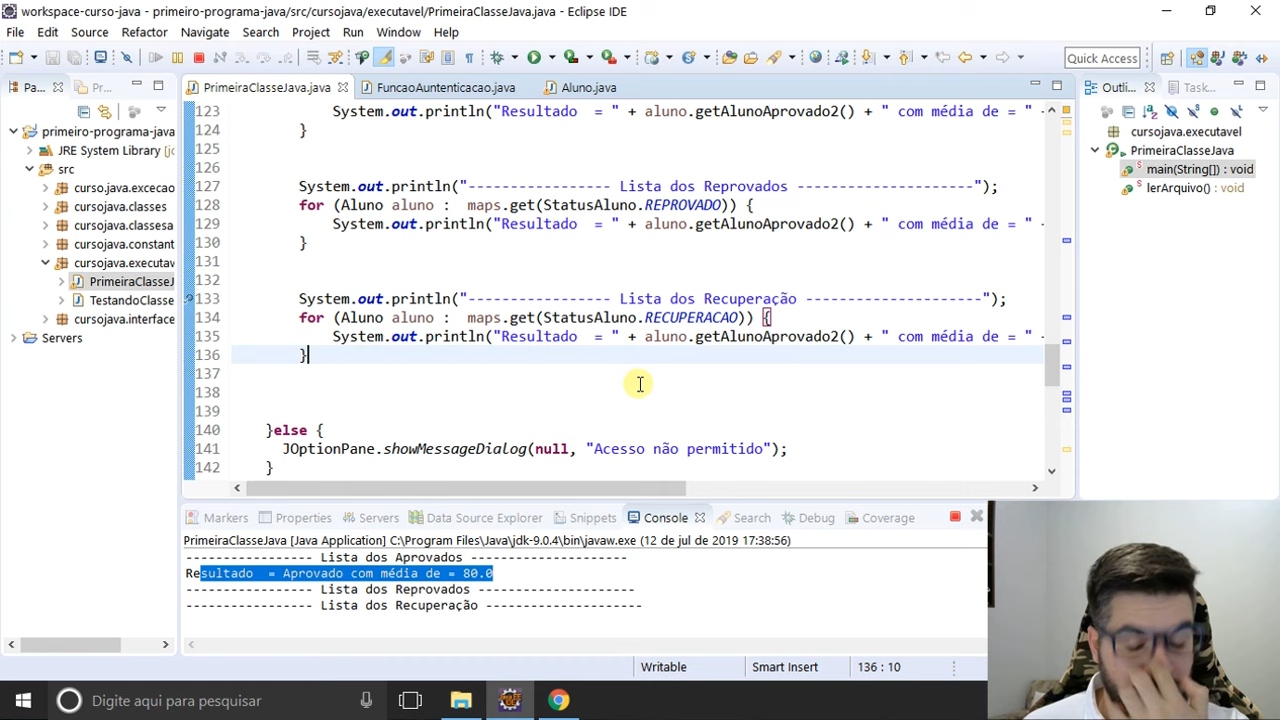 workspace-curso-java - primeiro-programa-java/src/cursojava/executavel/PrimeiraClasseJava.java - Eclipse IDE
File Edit Source Refactor Navigate Search Project Run Window Help
Quick Access
Pa... Pr... PrimeiraClasseJava.java FuncaoAuntenticacao.java Aluno.java Outli... Task...
primeiro-programa-java
JRE System Library [
src
curso.java.excecao
cursojava.classes
cursojava.classesa
cursojava.constant
cursojava.executav
PrimeiraClasseJ
TestandoClasse
cursojava.interface
Servers
123 System.out.println("Resultado = " + aluno.getAlunoAprovado2() + " com média de = "
124 }
125
126
127 System.out.println("----------------- Lista dos Reprovados ---------------------");
128 for (Aluno aluno : maps.get(StatusAluno.REPROVADO)) {
129 System.out.println("Resultado = " + aluno.getAlunoAprovado2() + " com média de = "
130 }
131
132
133 System.out.println("----------------- Lista dos Recuperação ---------------------");
134 for (Aluno aluno : maps.get(StatusAluno.RECUPERACAO)) {
135 System.out.println("Resultado = " + aluno.getAlunoAprovado2() + " com média de = " +
136 }
137
138
139
140 }else {
141 JOptionPane.showMessageDialog(null, "Acesso não permitido");
142 }
cursojava.executavel
PrimeiraClasseJava
main(String[]) : void
lerArquivo() : void
Markers Properties Servers Data Source Explorer Snippets Console Search Debug Coverage
PrimeiraClasseJava [Java Application] C:\Program Files\Java\jdk-9.0.4\bin\javaw.exe (12 de jul de 2019 17:38:56)
----------------- Lista dos Aprovados ---------------------
Resultado = Aprovado com média de = 80.0
----------------- Lista dos Reprovados ---------------------
----------------- Lista dos Recuperação ---------------------
Writable Smart Insert 136 : 10
Digite aqui para pesquisar